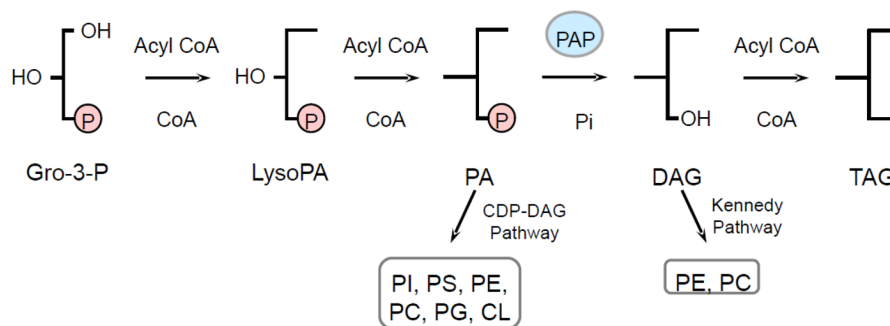 OH
Acyl CoA
Acyl CoA
PAP
Acyl CoA
HO
HO
P
P
P
OH
CoA
CoA
Pi
CoA
Gro-3-P
LysoPA
PA
DAG
TAG
CDP-DAG
Pathway
Kennedy
Pathway
PI, PS, PE,
PC, PG, CL
PE, PC